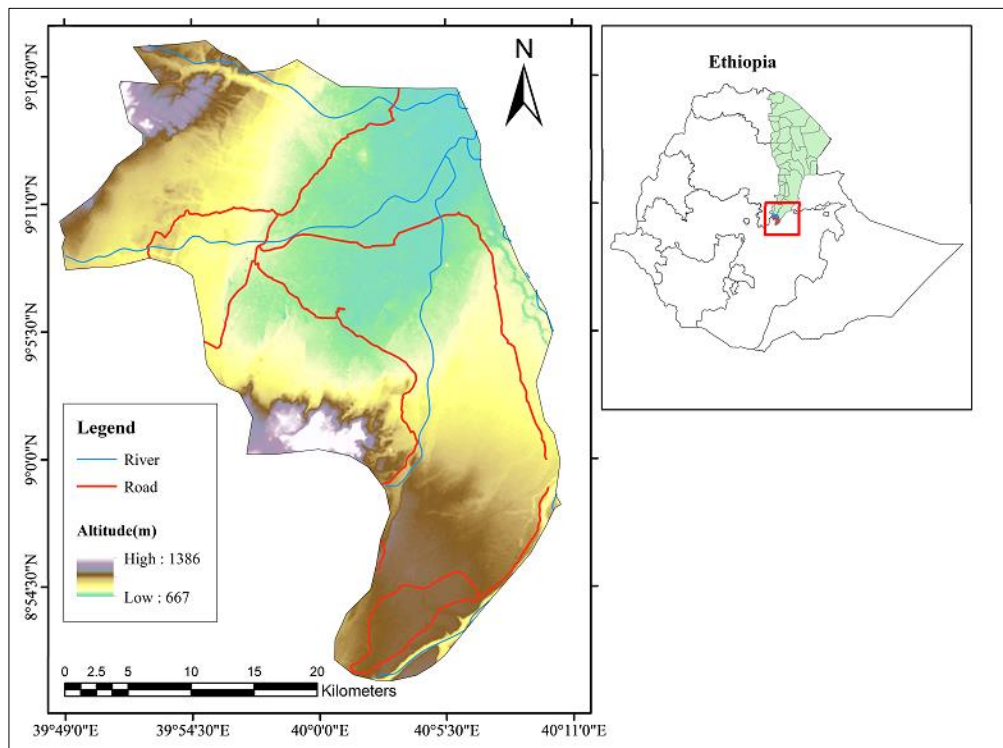 N
9°16'30"N
9°11'0"N
9°5'30"N
9°0'0"N
8°54'30"N
Legend
River
Road
Altitude(m)
High : 1386
Low : 667
0 2.5 5 10 15 20
Kilometers
39°49'0"E 39°54'30"E 40°0'0"E 40°5'30"E 40°11'0"E
Ethiopia